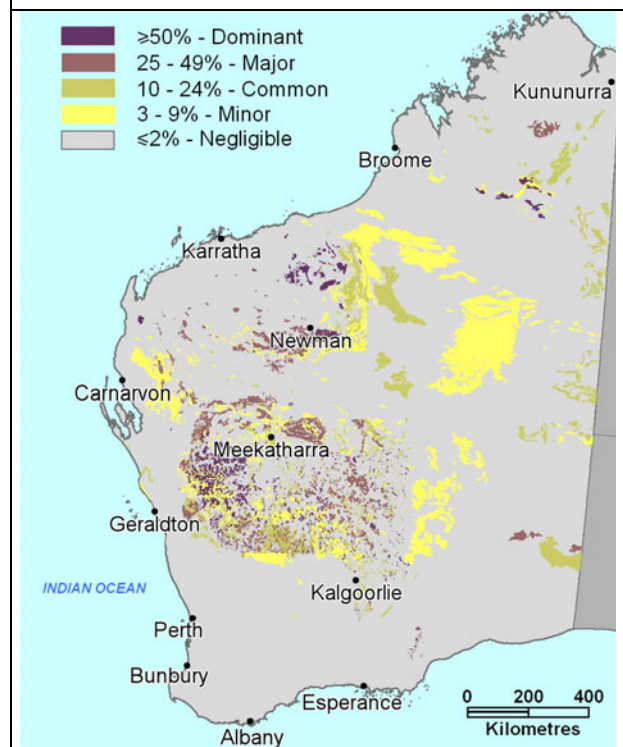 ≥50% - Dominant
25 - 49% - Major
10 - 24% - Common
3 - 9% - Minor
≤2% - Negligible
Kununurra
Broome
Karratha
Newman
Carnarvon
Meekatharra
Geraldton
INDIAN OCEAN
Kalgoorlie
Perth
Bunbury
Esperance
Albany
0 200 400
Kilometres